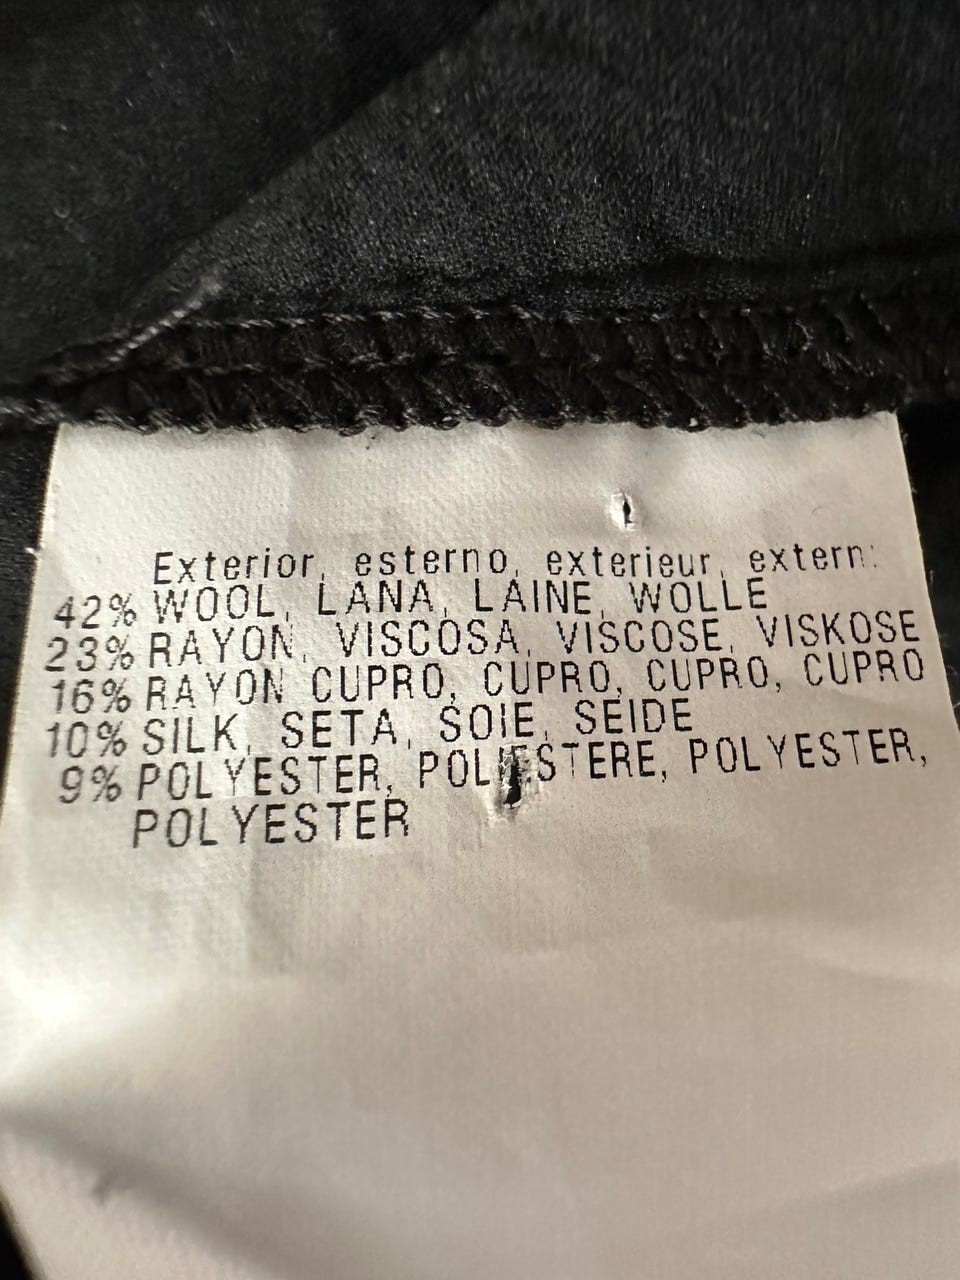 Exterior, esterno, exterieur, extern:
42% WOOL, LANA, LAINE, WOLLE
23% RAYON, VISCOSA, VISCOSE, VISKOSE
16% RAYON CUPRO, CUPRO, CUPRO, CUPRO
10% SILK, SETA, SOIE, SEIDE
9% POLYESTER, POLIESTERE, POLYESTER,
POLYESTER